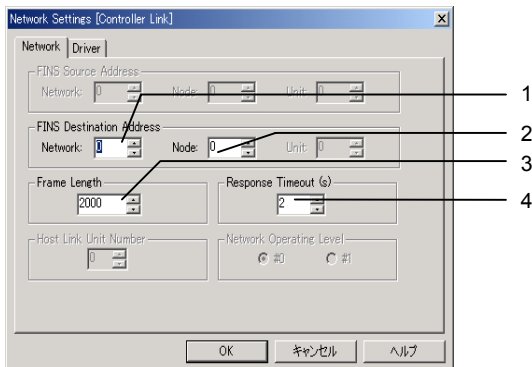 Network Settings [Controller Link]
Network Driver
FINS Source Address
Network: 0 Node: 0 Unit: 0
1
FINS Destination Address
Network: 0 Node: 0 Unit: 0
2
3
Frame Length Response Timeout (s)
2000 2
4
Host Link Unit Number Network Operating Level
0 #0 #1
OK キャンセル ヘルプ